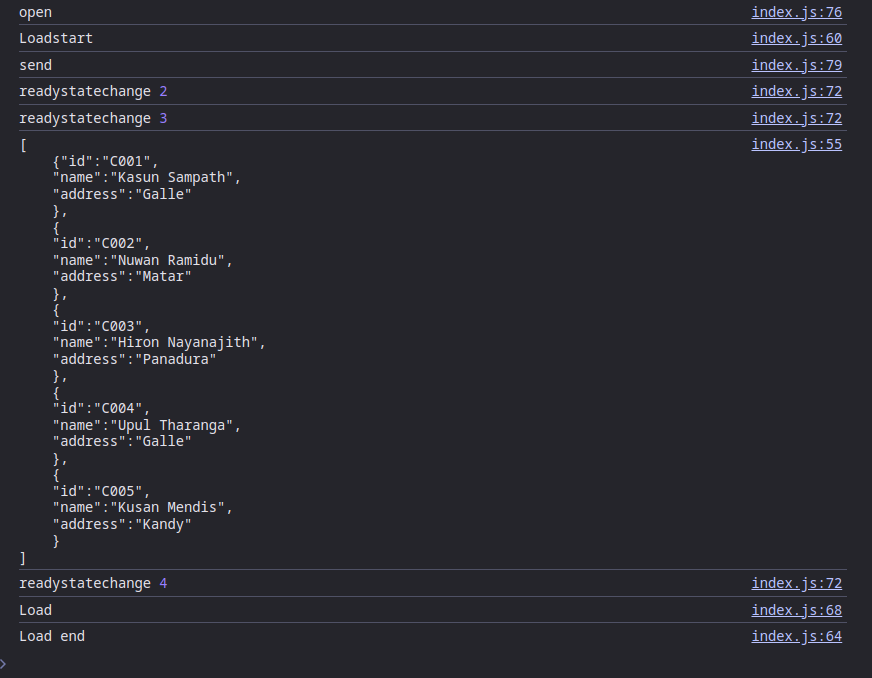 open index.js:76
Loadstart index.js:60
send index.js:79
readystatechange 2 index.js:72
readystatechange 3 index.js:72
[ index.js:55
{"id":"C001",
"name":"Kasun Sampath",
"address":"Galle"
},
{
"id":"C002",
"name":"Nuwan Ramidu",
"address":"Matar"
},
{
"id":"C003",
"name":"Hiron Nayanajith",
"address":"Panadura"
},
{
"id":"C004",
"name":"Upul Tharanga",
"address":"Galle"
},
{
"id":"C005",
"name":"Kusan Mendis",
"address":"Kandy"
}
]
readystatechange 4 index.js:72
Load index.js:68
Load end index.js:64